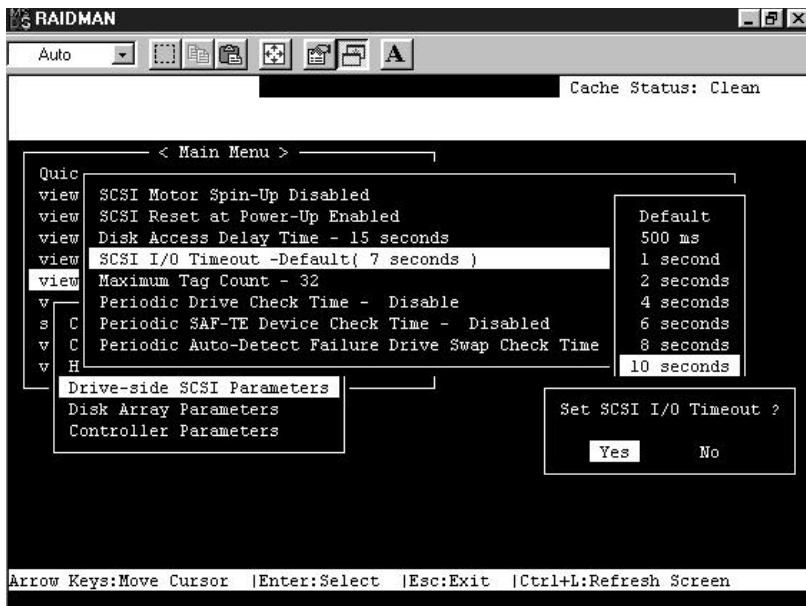 RAIDMAN
Auto
A
Cache Status: Clean
< Main Menu >
Quic
view SCSI Motor Spin-Up Disabled
view SCSI Reset at Power-Up Enabled
view Disk Access Delay Time - 15 seconds
view SCSI I/O Timeout -Default( 7 seconds )
view Maximum Tag Count - 32
v Periodic Drive Check Time - Disable
s C Periodic SAF-TE Device Check Time - Disabled
v C Periodic Auto-Detect Failure Drive Swap Check Time
v H
Default
500 ms
1 second
2 seconds
4 seconds
6 seconds
8 seconds
10 seconds
Drive-side SCSI Parameters
Disk Array Parameters
Controller Parameters
Set SCSI I/O Timeout ?
Yes No
Arrow Keys:Move Cursor |Enter:Select |Esc:Exit |Ctrl+L:Refresh Screen